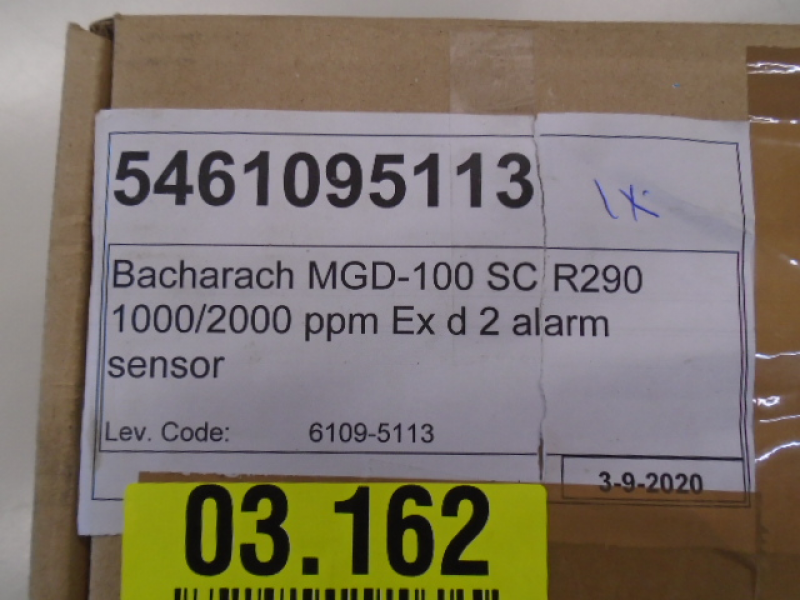 5461095113
1x
Bacharach MGD-100 SC R290
1000/2000 ppm Ex d 2 alarm
sensor
Lev. Code: 6109-5113
3-9-2020
03.162